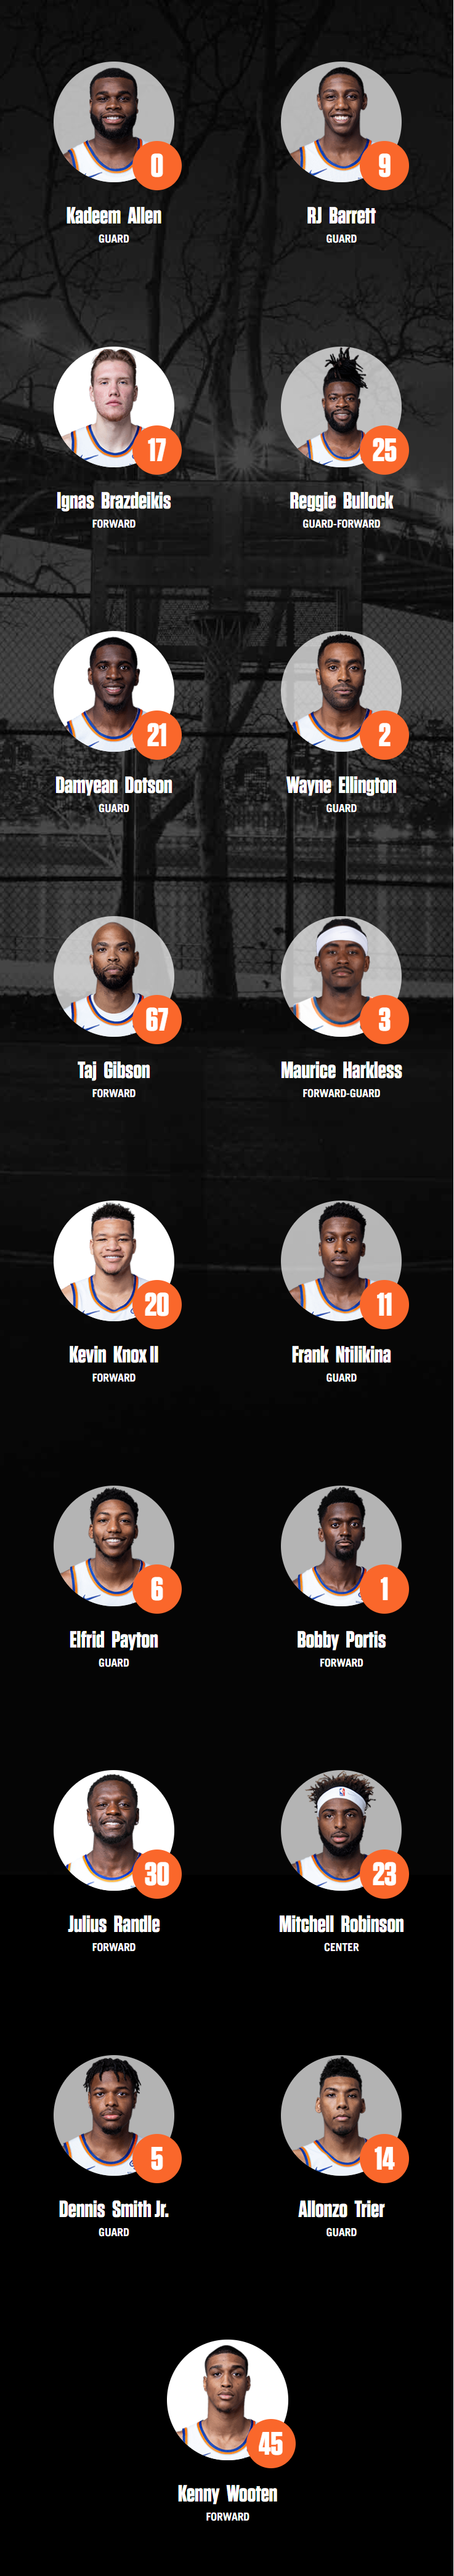 0
9
Kadeem Allen
RJ Barrett
GUARD
GUARD
17
25
Ignas Brazdeikis
Reggie Bullock
FORWARD
GUARD-FORWARD
21
2
Damyean Dotson
Wayne Ellington
GUARD
GUARD
67
3
Taj Gibson
Maurice Harkless
FORWARD
FORWARD-GUARD
20
11
Kevin Knox II
Frank Ntilikina
FORWARD
GUARD
6
1
Elfrid Payton
Bobby Portis
GUARD
FORWARD
30
23
Julius Randle
Mitchell Robinson
FORWARD
CENTER
5
14
Dennis Smith Jr.
Allonzo Trier
GUARD
GUARD
45
Kenny Wooten
FORWARD